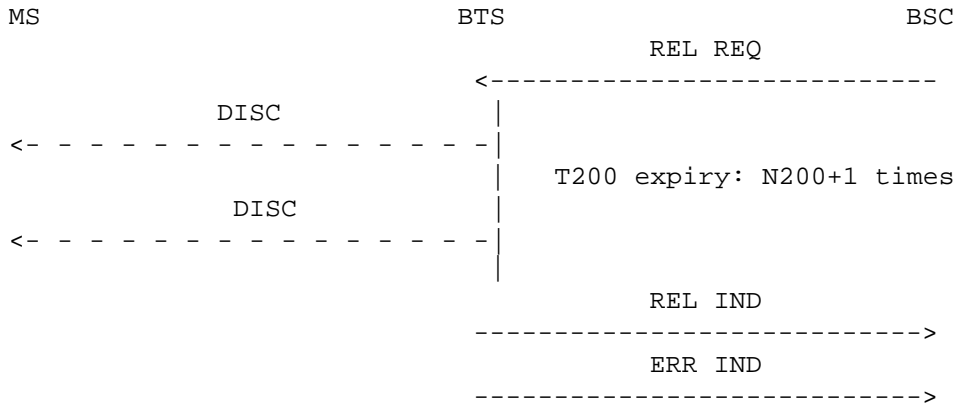 MS BTS BSC
REL REQ
DISC
T200 expiry: N200+1 times
DISC
REL IND
ERR IND